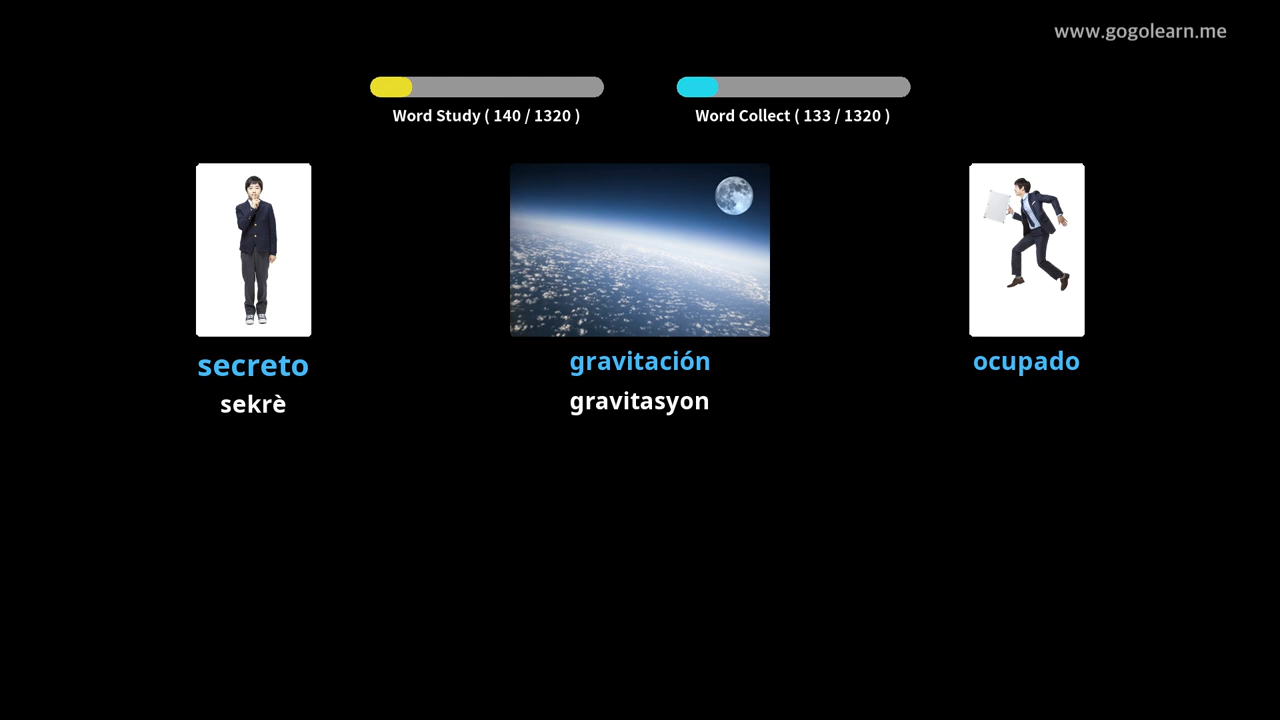 www.gogolearn.me
Word Study ( 140 / 1320 )
Word Collect ( 133 / 1320 )
secreto
sekrè
gravitación
gravitasyon
ocupado